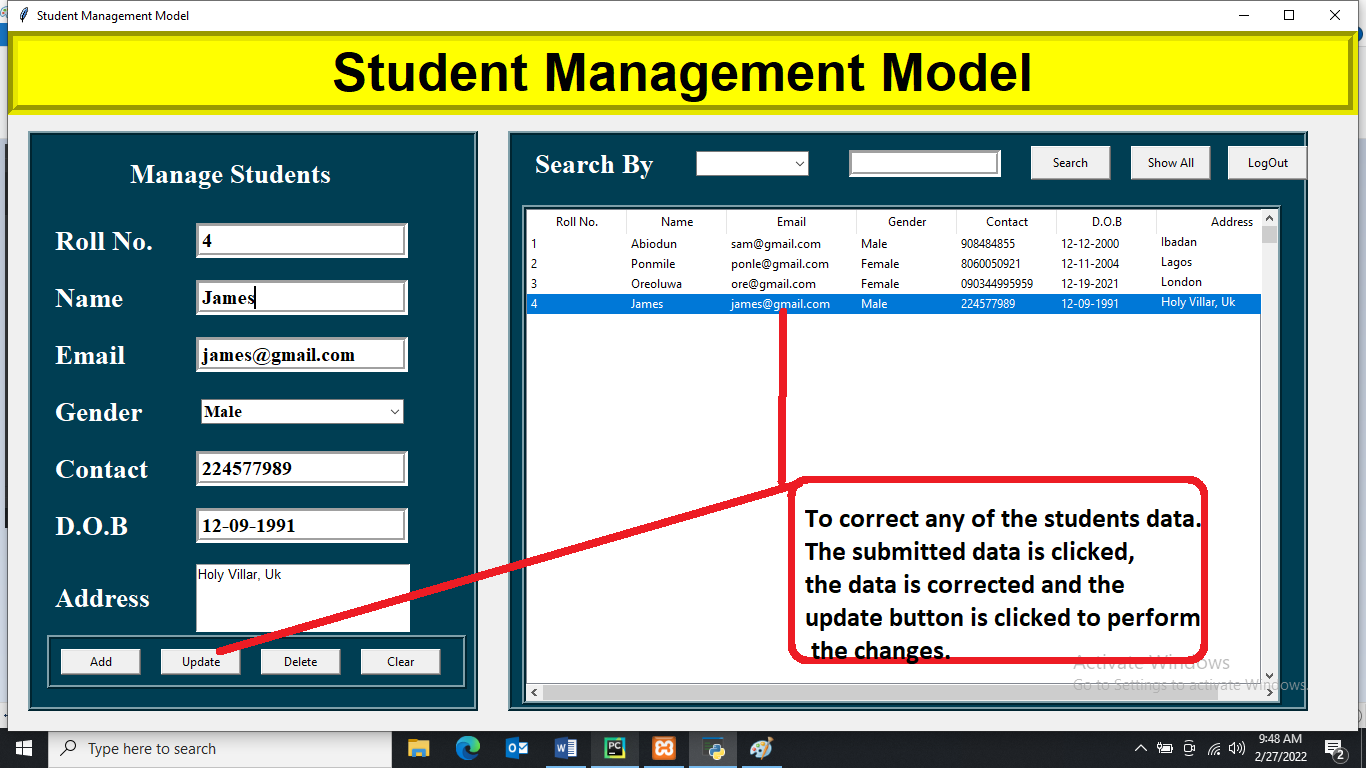 Student Management Model
Student Management Model
Manage Students
Roll No. 4
Name James
Email james@gmail.com
Gender Male
Contact 224577989
D.O.B 12-09-1991
Address Holy Villar, Uk
Add Update Delete Clear
Search By Search Show All LogOut
Roll No. Name Email Gender Contact D.O.B Address
1 Abiodun sam@gmail.com Male 908484855 12-12-2000 Ibadan
2 Ponmile ponle@gmail.com Female 8060050921 12-11-2004 Lagos
3 Oreoluwa ore@gmail.com Female 090344995959 12-19-2021 London
4 James james@gmail.com Male 224577989 12-09-1991 Holy Villar, Uk
To correct any of the students data.
The submitted data is clicked,
the data is corrected and the
update button is clicked to perform
the changes.
Activate Windows
Go to Settings to activate Windows.
Type here to search
9:48 AM
2/27/2022
2